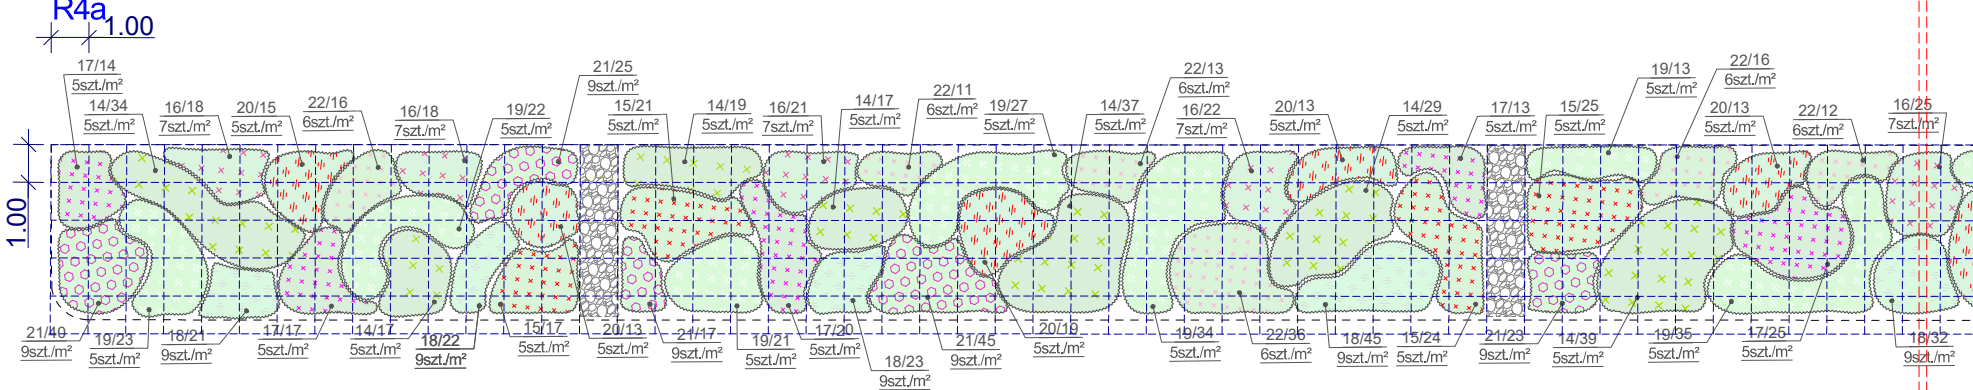 R4a
1.00
1.00
17/14
5szt./m²
14/34
5szt./m²
16/18
7szt./m²
20/15
5szt./m²
22/16
6szt./m²
16/18
7szt./m²
19/22
5szt./m²
21/25
9szt./m²
15/21
5szt./m²
14/19
5szt./m²
16/21
7szt./m²
14/17
5szt./m²
22/11
6szt./m²
19/27
5szt./m²
14/37
5szt./m²
22/13
6szt./m²
16/22
7szt./m²
20/13
5szt./m²
14/29
5szt./m²
17/13
5szt./m²
15/25
5szt./m²
19/13
5szt./m²
22/16
6szt./m²
20/13
5szt./m²
22/12
6szt./m²
16/25
7szt./m²
21/40
9szt./m²
19/23
5szt./m²
18/21
9szt./m²
17/17
5szt./m²
14/17
5szt./m²
18/22
9szt./m²
15/17
5szt./m²
20/13
5szt./m²
21/17
9szt./m²
19/21
5szt./m²
17/20
5szt./m²
18/23
9szt./m²
21/45
9szt./m²
20/19
5szt./m²
19/34
5szt./m²
22/36
6szt./m²
18/45
9szt./m²
15/24
5szt./m²
21/23
9szt./m²
14/39
5szt./m²
19/35
5szt./m²
17/25
5szt./m²
18/32
9szt./m²